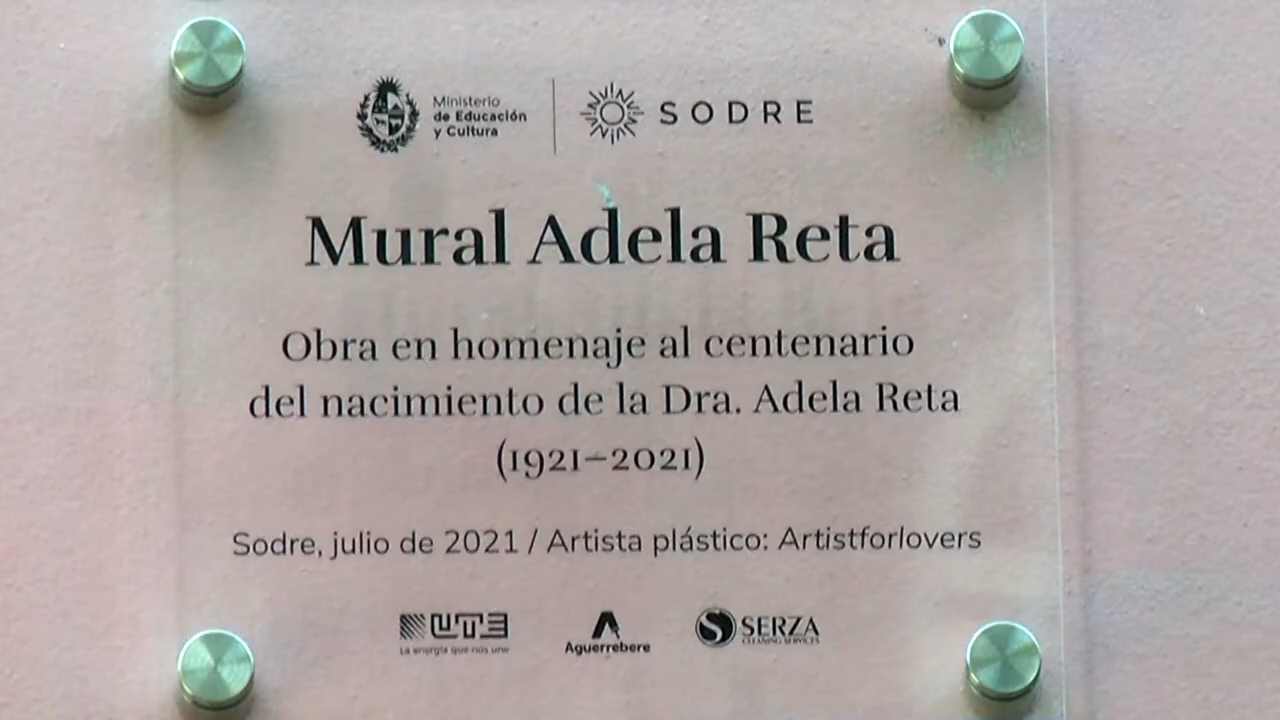 Ministerio
de Educación
y Cultura
SODRE
Mural Adela Reta
Obra en homenaje al centenario
del nacimiento de la Dra. Adela Reta
(1921–2021)
Sodre, julio de 2021 / Artista plástico: Artistforlovers
UTE
La energía que nos une
Aguerrebere
SERZA
CLEANING SERVICES